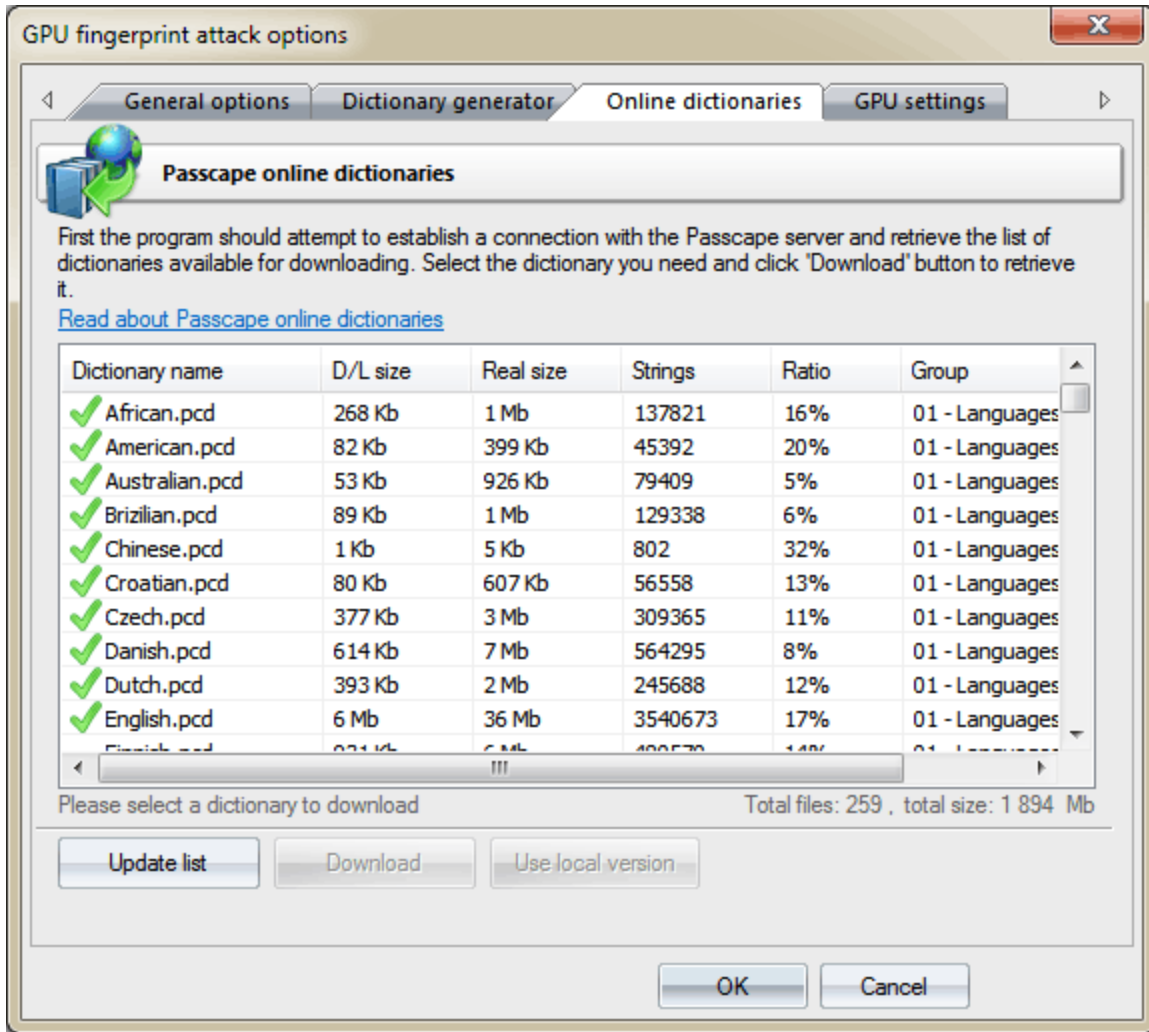 GPU fingerprint attack options
General options Dictionary generator Online dictionaries GPU settings
Passcape online dictionaries
First the program should attempt to establish a connection with the Passcape server and retrieve the list of
dictionaries available for downloading. Select the dictionary you need and click 'Download' button to retrieve
it.
Read about Passcape online dictionaries
Dictionary name D/L size Real size Strings Ratio Group
African.pcd 268 Kb 1 Mb 137821 16% 01 - Languages
American.pcd 82 Kb 399 Kb 45392 20% 01 - Languages
Australian.pcd 53 Kb 926 Kb 79409 5% 01 - Languages
Brizilian.pcd 89 Kb 1 Mb 129338 6% 01 - Languages
Chinese.pcd 1 Kb 5 Kb 802 32% 01 - Languages
Croatian.pcd 80 Kb 607 Kb 56558 13% 01 - Languages
Czech.pcd 377 Kb 3 Mb 309365 11% 01 - Languages
Danish.pcd 614 Kb 7 Mb 564295 8% 01 - Languages
Dutch.pcd 393 Kb 2 Mb 245688 12% 01 - Languages
English.pcd 6 Mb 36 Mb 3540673 17% 01 - Languages
Please select a dictionary to download Total files: 259 , total size: 1 894 Mb
Update list Download Use local version
OK Cancel